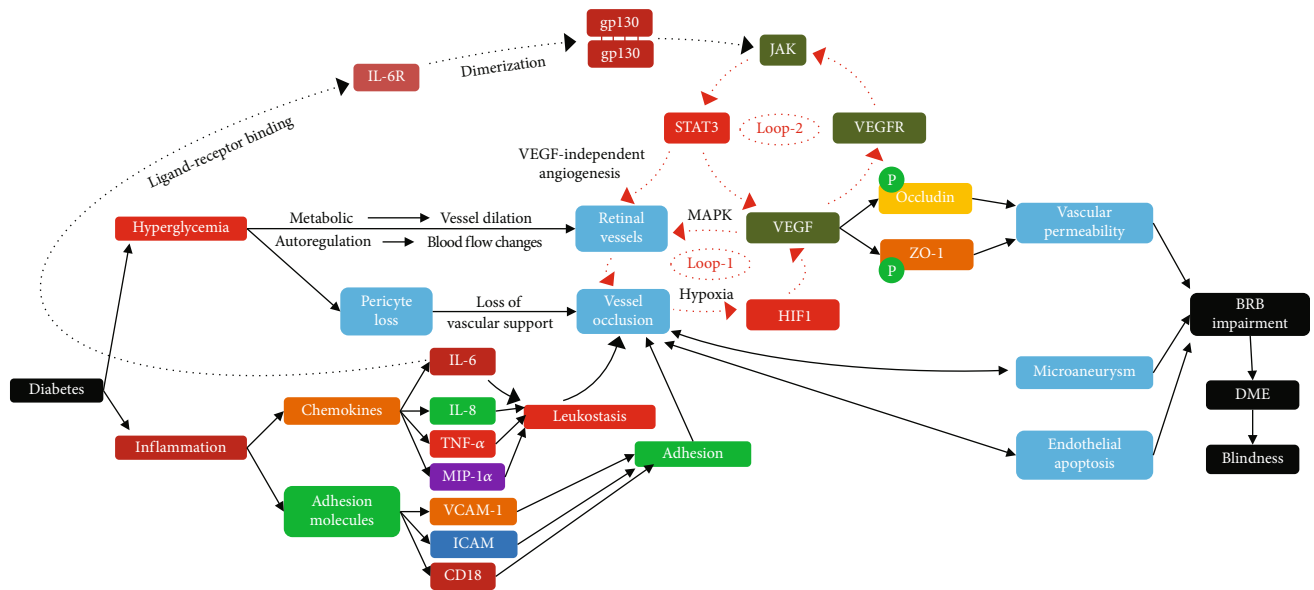 gp130
gp130
JAK
IL-6R
Dimerization
STAT3
Loop-2
VEGFR
Ligand-receptor binding
VEGF-independent
angiogenesis
P
Occludin
Hyperglycemia
Metabolic
Vessel dilation
Autoregulation
Blood flow changes
Retinal
vessels
MAPK
VEGF
Vascular
permeability
ZO-1
P
Loop-1
Pericyte
loss
Loss of
vascular support
Vessel
occlusion
Hypoxia
HIF1
BRB
impairment
IL-6
Microaneurysm
Diabetes
Chemokines
IL-8
Leukostasis
DME
Inflammation
TNF-α
Adhesion
Endothelial
apoptosis
Blindness
MIP-1α
Adhesion
molecules
VCAM-1
ICAM
CD18